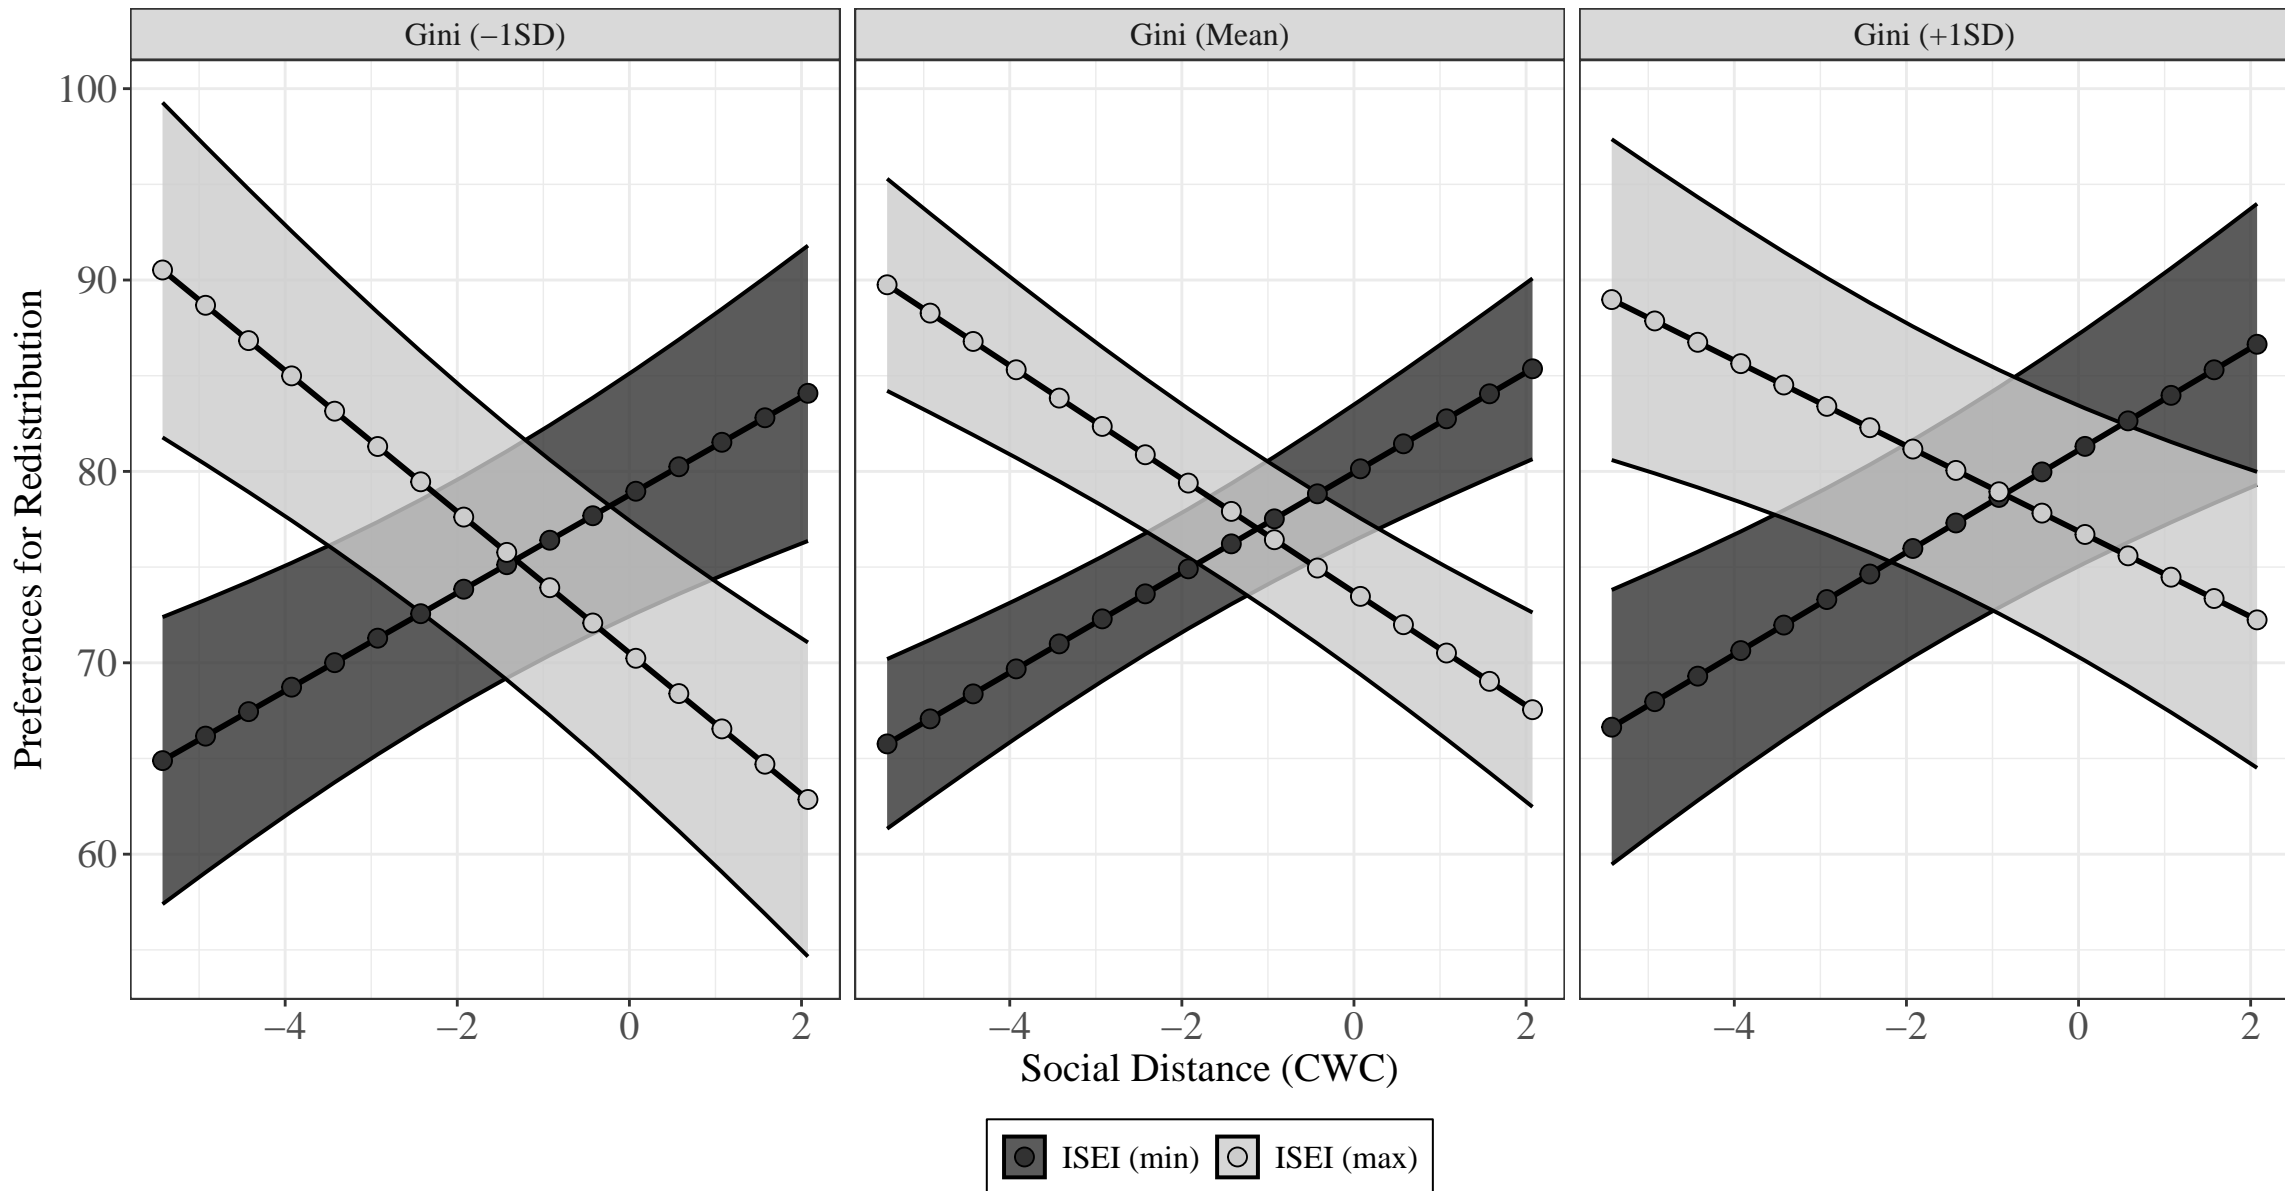 Gini (−1SD) Gini (Mean) Gini (+1SD)
Preferences for Redistribution
100
90
80
70
60
−4 −2 0 2 −4 −2 0 2 −4 −2 0 2
Social Distance (CWC)
ISEI (min) ISEI (max)